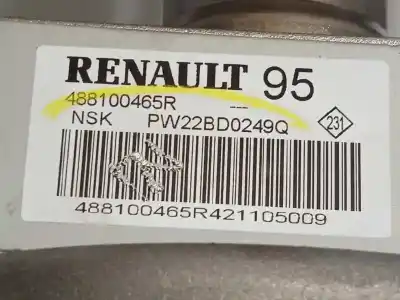 RENAULT 95
488100465R ---
NSK PW22BD0249Q
231
488100465R421105009